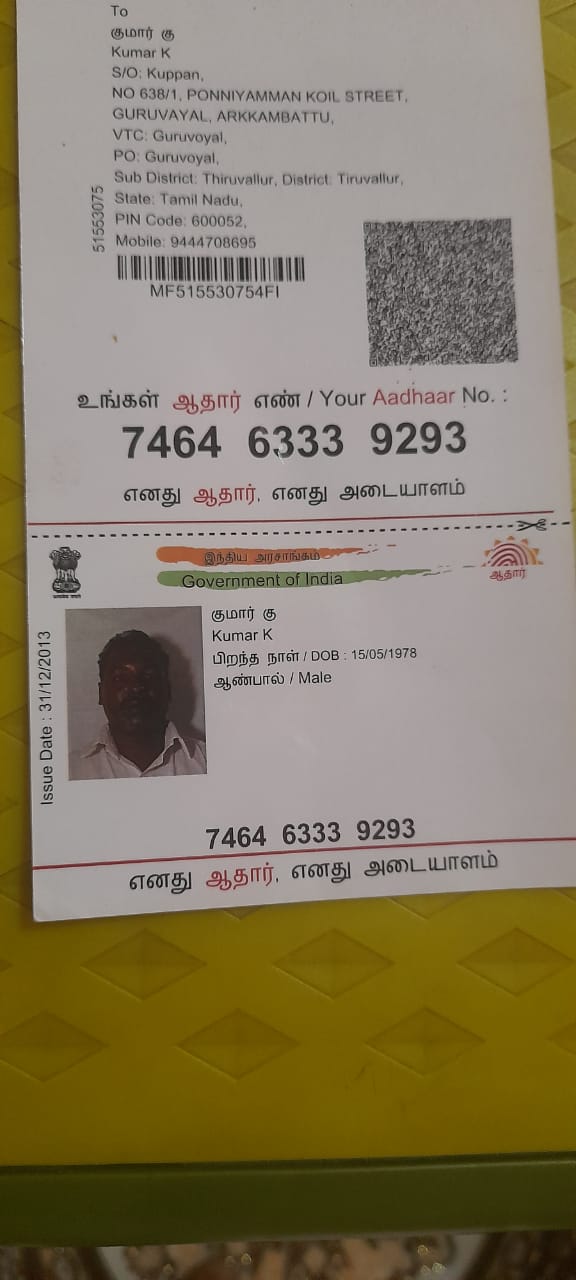 To
குமார் கு
Kumar K
S/O: Kuppan,
NO 638/1, PONNIYAMMAN KOIL STREET,
GURUVAYAL, ARKKAMBATTU,
VTC: Guruvoyal,
PO: Guruvoyal,
Sub District: Thiruvallur, District: Tiruvallur,
State: Tamil Nadu,
PIN Code: 600052,
Mobile: 9444708695
51553075
MF515530754FI
உங்கள் ஆதார் எண் / Your Aadhaar No. :
7464 6333 9293
எனது ஆதார், எனது அடையாளம்
இந்திய அரசாங்கம்
Government of India
ஆதார்
குமார் கு
Kumar K
பிறந்த நாள் / DOB : 15/05/1978
ஆண்பால் / Male
Issue Date : 31/12/2013
7464 6333 9293
எனது ஆதார், எனது அடையாளம்